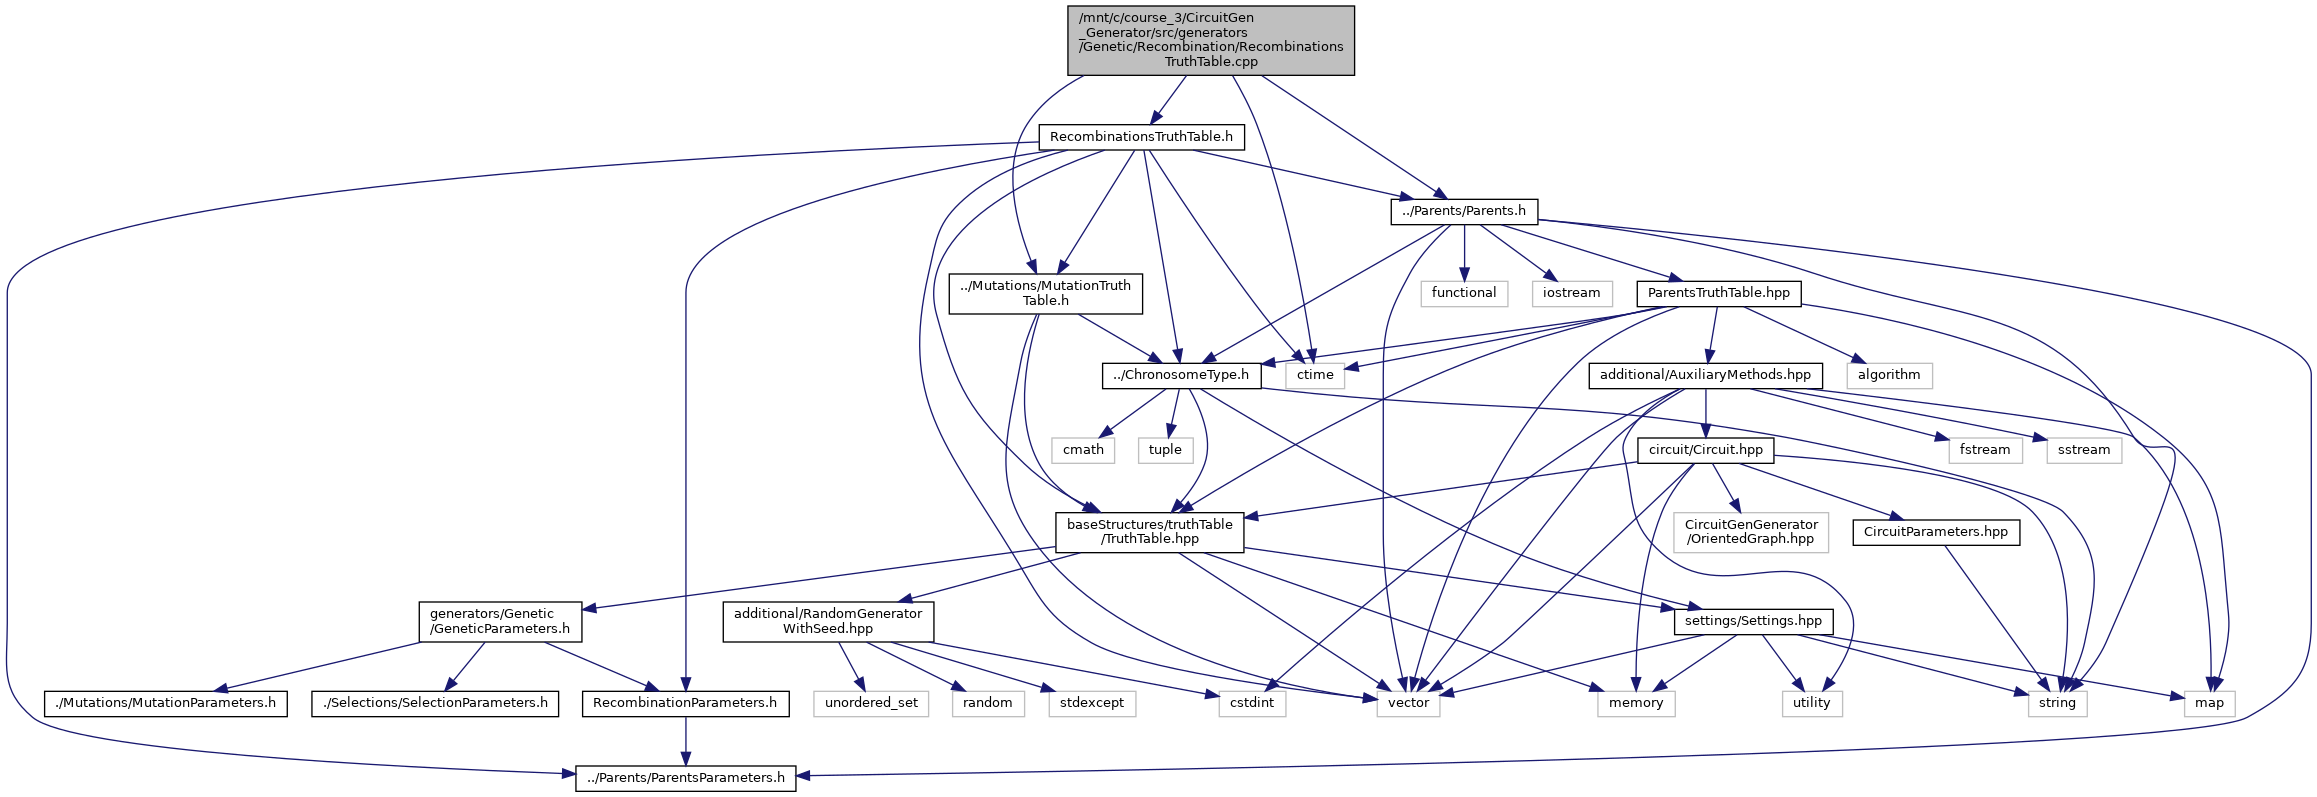 /mnt/c/course_3/CircuitGen
_Generator/src/generators
/Genetic/Recombination/Recombinations
TruthTable.cpp
RecombinationsTruthTable.h
../Parents/Parents.h
../Mutations/MutationTruth
Table.h
functional
iostream
ParentsTruthTable.hpp
../ChronosomeType.h
ctime
additional/AuxiliaryMethods.hpp
algorithm
cmath
tuple
circuit/Circuit.hpp
fstream
sstream
baseStructures/truthTable
/TruthTable.hpp
CircuitGenGenerator
/OrientedGraph.hpp
CircuitParameters.hpp
generators/Genetic
/GeneticParameters.h
additional/RandomGenerator
WithSeed.hpp
settings/Settings.hpp
./Mutations/MutationParameters.h
./Selections/SelectionParameters.h
RecombinationParameters.h
unordered_set
random
stdexcept
cstdint
vector
memory
utility
string
map
../Parents/ParentsParameters.h